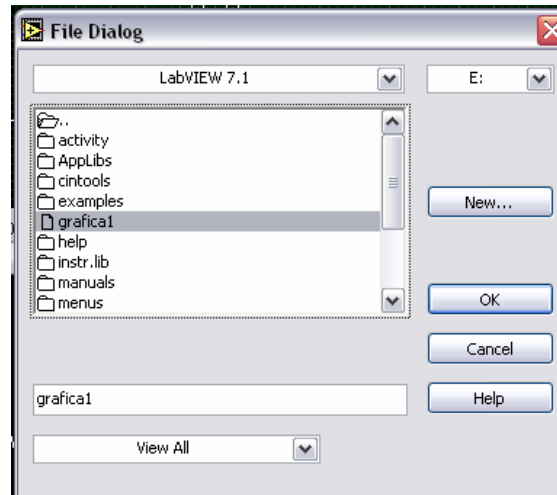 File Dialog
LabVIEW 7.1
E:
..
activity
AppLibs
cintools
examples
grafica1
help
instr.lib
manuals
menus
New...
OK
Cancel
grafica1
Help
View All